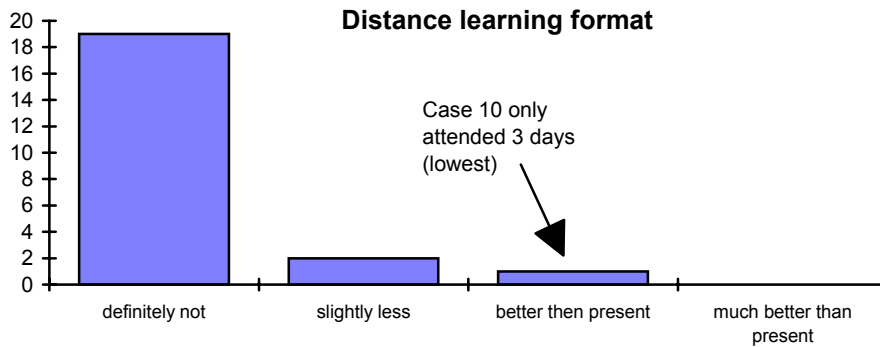 Distance learning format
20
18
16
14
12
10
8
6
4
2
0
Case 10 only
attended 3 days
(lowest)
definitely not
slightly less
better then present
much better than
present